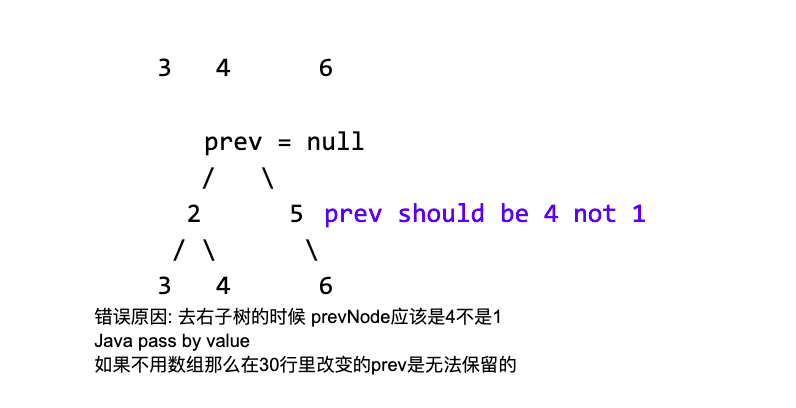 3 4 6
prev = null
/ \
2 5 prev should be 4 not 1
/ \ \
3 4 6
错误原因: 去右子树的时候 prevNode应该是4不是1
Java pass by value
如果不用数组那么在30行里改变的prev是无法保留的